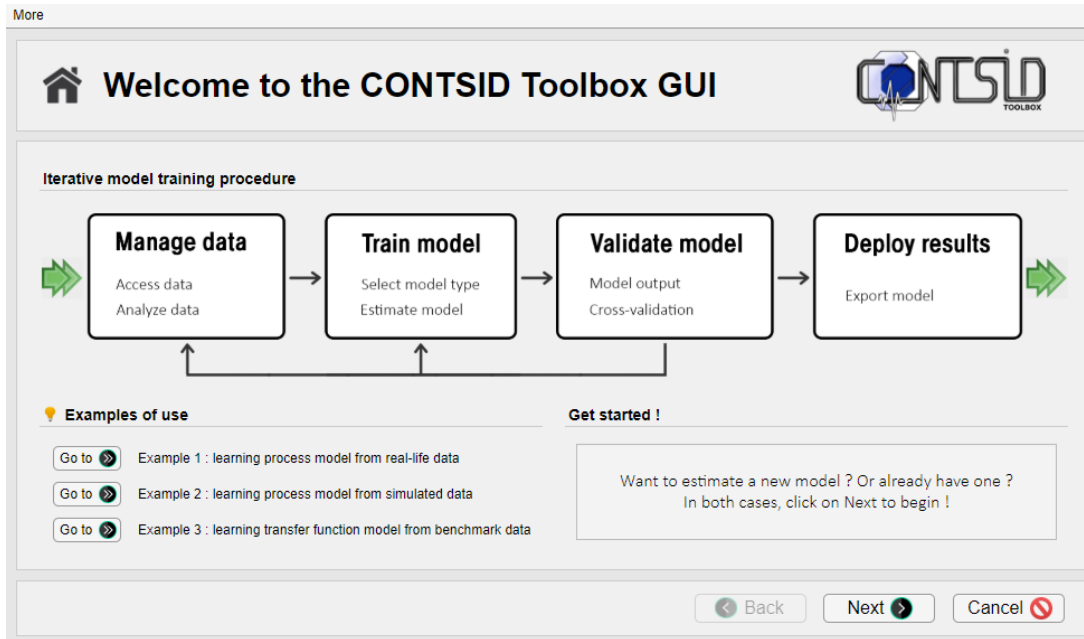 More
Welcome to the CONTSID Toolbox GUI
CONTSID
TOOLBOX
Iterative model training procedure
Manage data
Access data
Analyze data
Train model
Select model type
Estimate model
Validate model
Model output
Cross-validation
Deploy results
Export model
Examples of use
Go to
Example 1 : learning process model from real-life data
Go to
Example 2 : learning process model from simulated data
Go to
Example 3 : learning transfer function model from benchmark data
Get started !
Want to estimate a new model ? Or already have one ?
In both cases, click on Next to begin !
Back
Next
Cancel